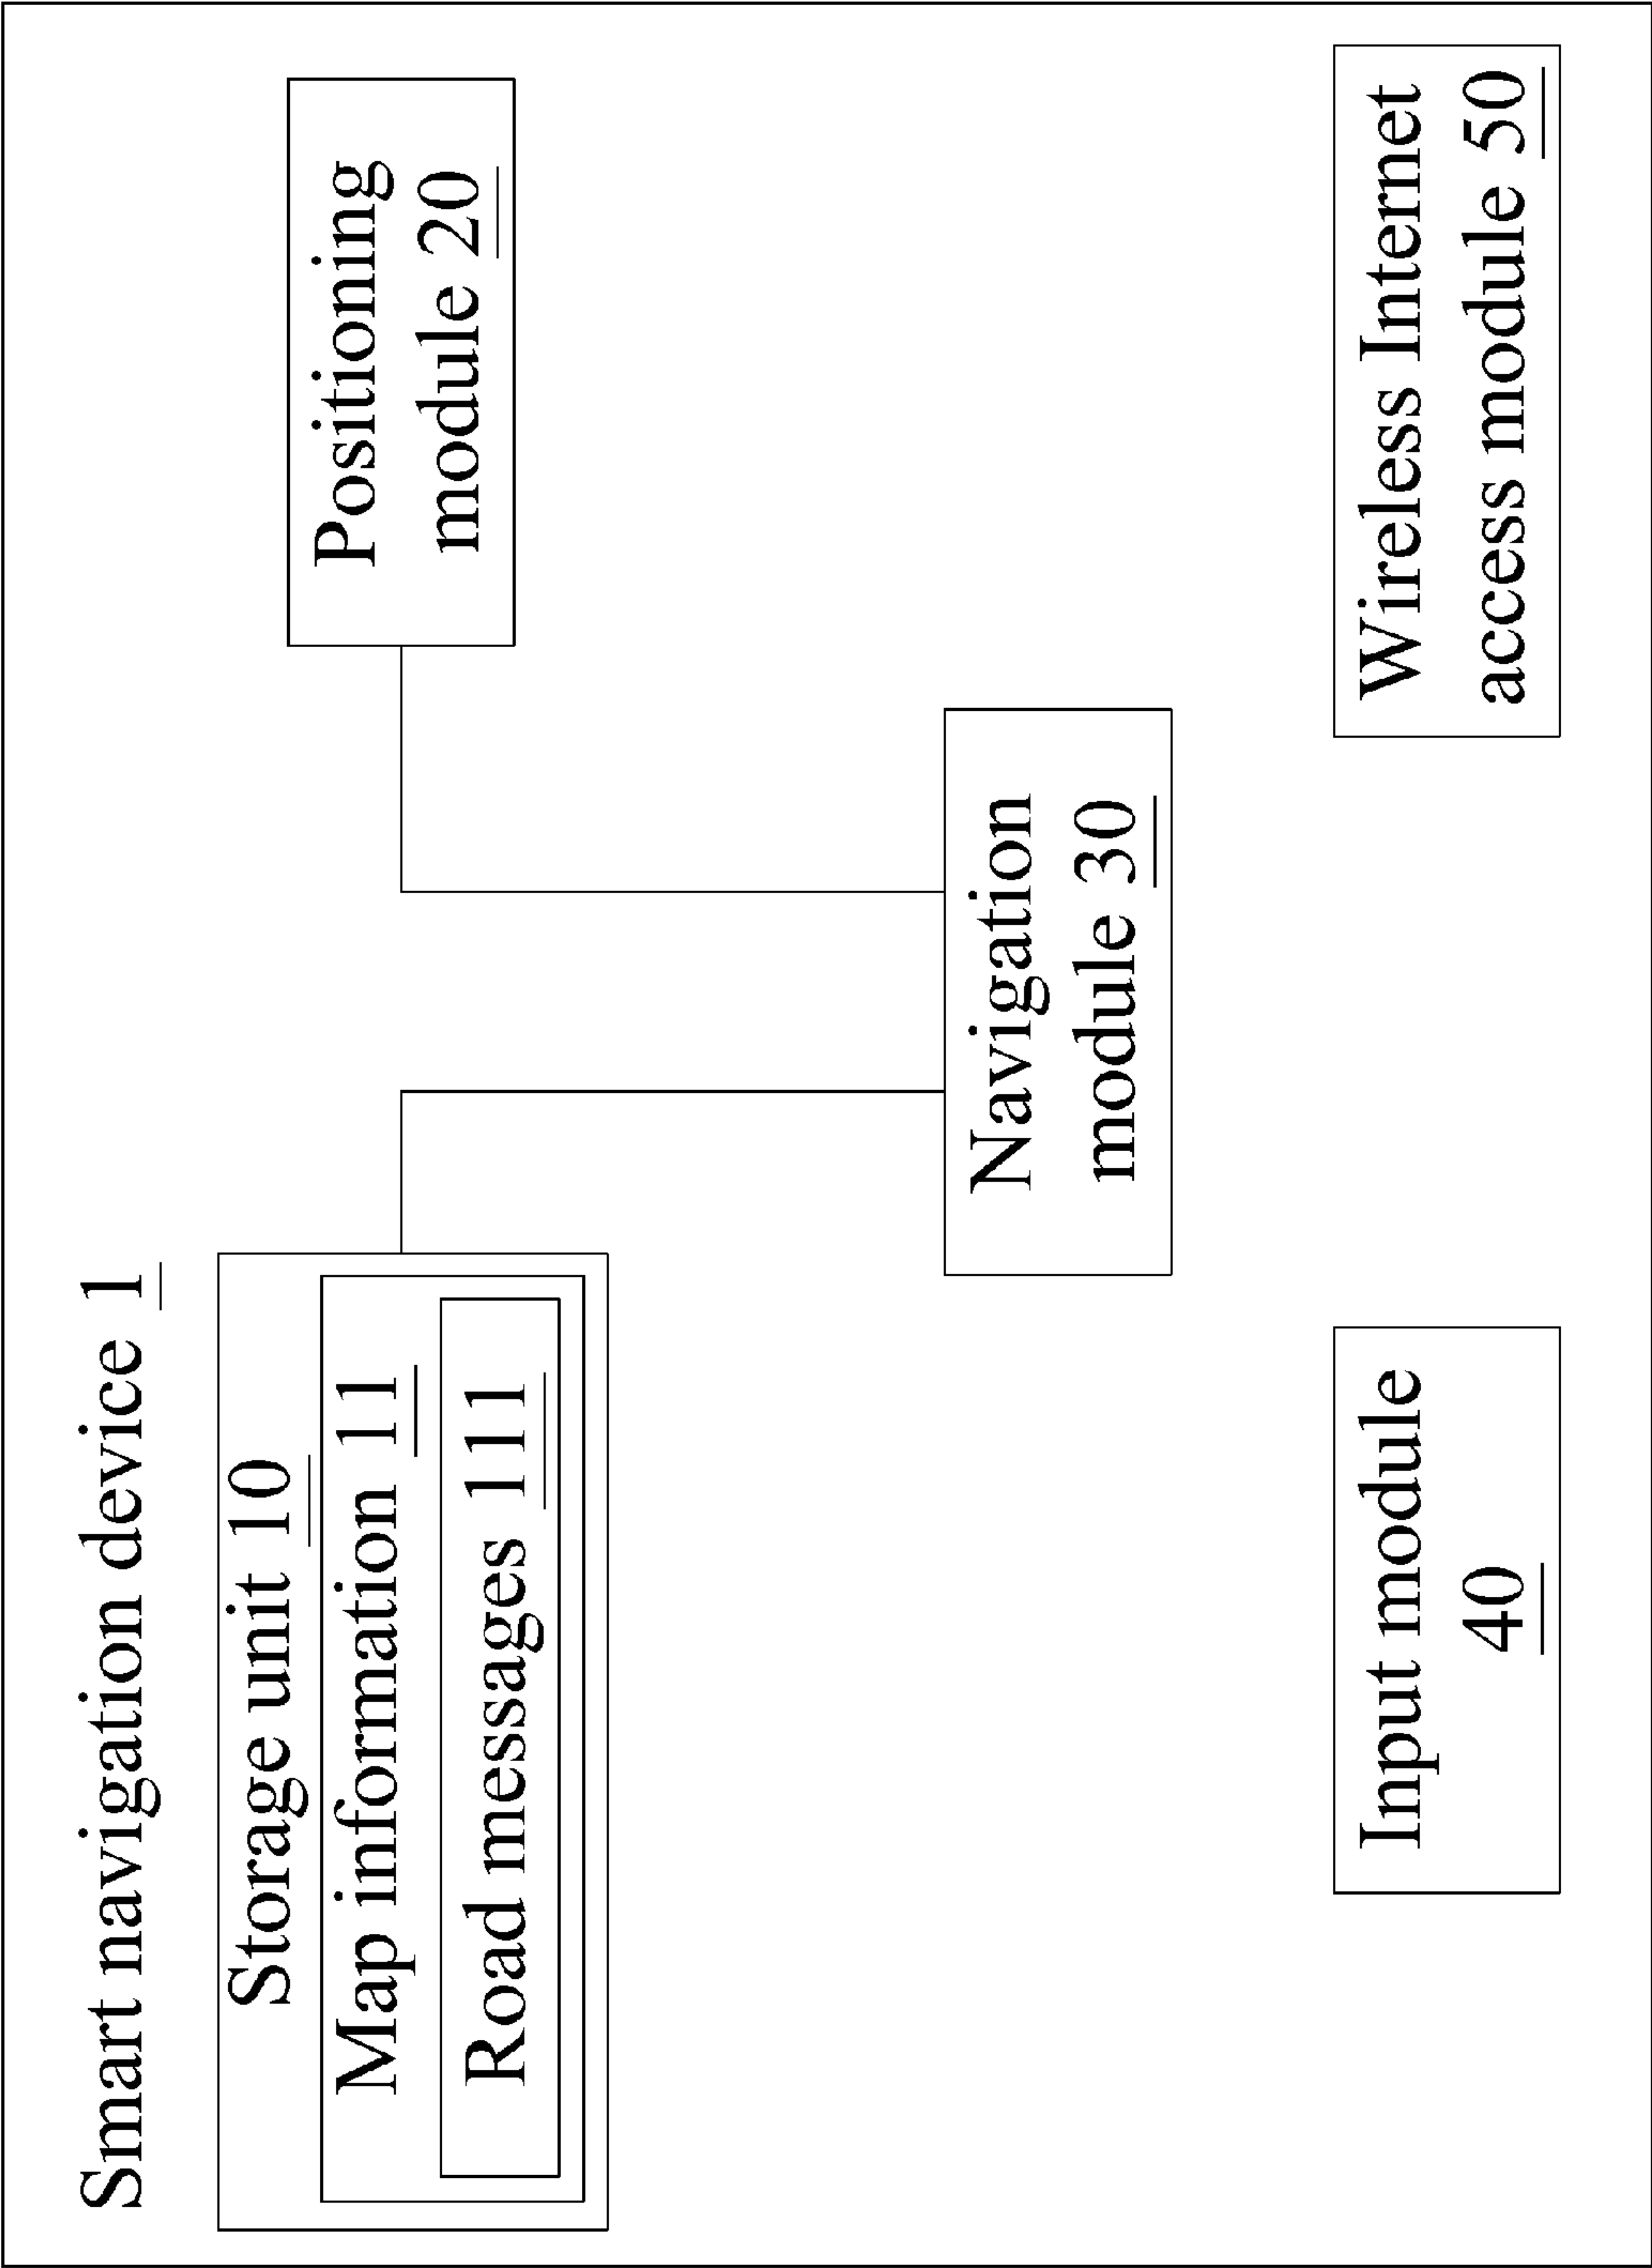 Smart navigation device 1
Storage unit 10
Map information 11
Road messages 111
Positioning
module 20
Navigation
module 30
Input module
40
Wireless Internet
access module 50